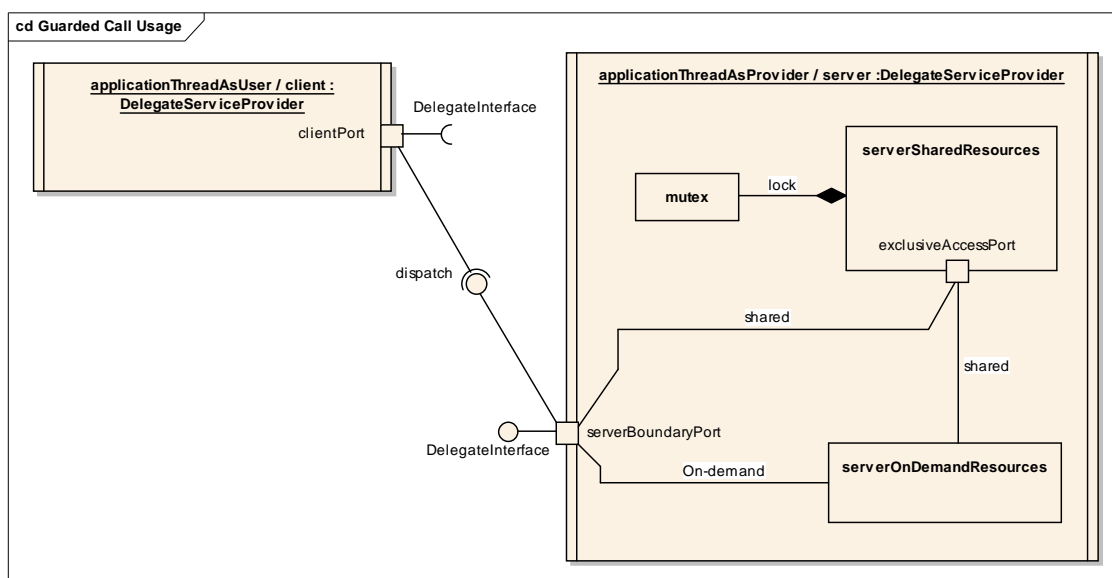 cd Guarded Call Usage
applicationThreadAsUser / client :
DelegateServiceProvider
clientPort
DelegateInterface
applicationThreadAsProvider / server :DelegateServiceProvider
serverSharedResources
mutex
lock
exclusiveAccessPort
dispatch
shared
shared
DelegateInterface
serverBoundaryPort
On-demand
serverOnDemandResources